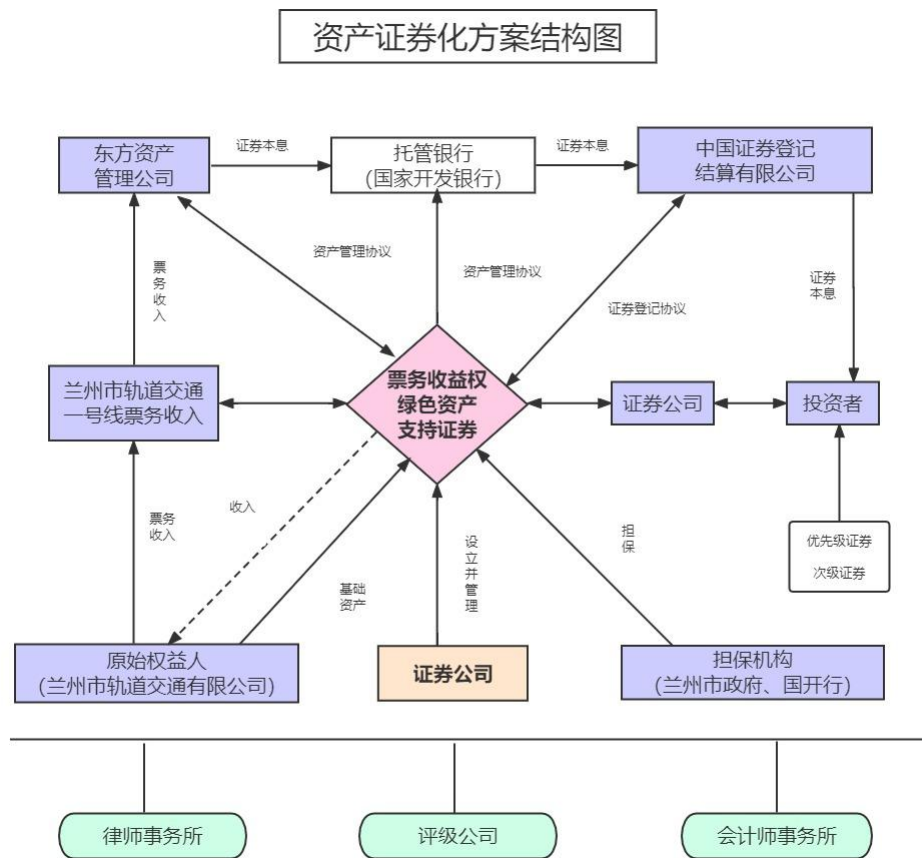 资产证券化方案结构图
东方资产
管理公司
证券本息
托管银行
(国家开发银行)
证券本息
中国证券登记
结算有限公司
资产管理协议
资产管理协议
票
务
收
入
证券
本息
证券登记协议
兰州市轨道交通
一号线票务收入
票务收益权
绿色资产
支持证券
证券公司
投资者
票务
收入
收入
基础
资产
设
立
并
管
理
担
保
优先级证券
次级证券
原始权益人
(兰州市轨道交通有限公司)
证券公司
担保机构
(兰州市政府、国开行)
律师事务所
评级公司
会计师事务所